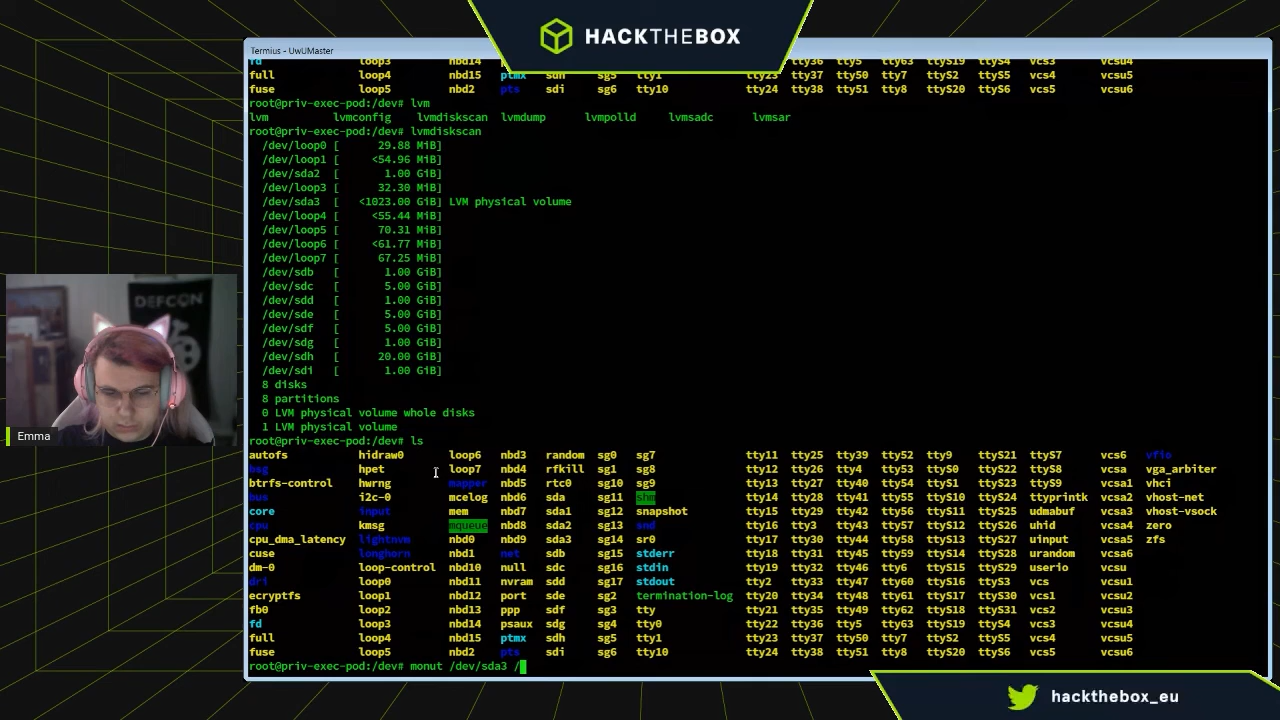 HACKTHEBOX
Termius - UwUMaster
fd loop3 nbd14 tty36 tty5 tty63 ttyS19 ttyS4 vcs3 vcsu4
full loop4 nbd15 ptmx sdh sg5 tty1 tty23 tty37 tty50 tty7 ttyS2 ttyS5 vcs4 vcsu5
fuse loop5 nbd2 pts sdi sg6 tty10 tty24 tty38 tty51 tty8 ttyS20 ttyS6 vcs5 vcsu6
root@priv-exec-pod:/dev# lvm
lvm lvmconfig lvmdiskscan lvmdump lvmpolld lvmsadc lvmsar
root@priv-exec-pod:/dev# lvmdiskscan
/dev/loop0 [ 29.88 MiB]
/dev/loop1 [ <54.96 MiB]
/dev/sda2 [ 1.00 GiB]
/dev/loop3 [ 32.30 MiB]
/dev/sda3 [ <1023.00 GiB] LVM physical volume
/dev/loop4 [ <55.44 MiB]
/dev/loop5 [ 70.31 MiB]
/dev/loop6 [ <61.77 MiB]
/dev/loop7 [ 67.25 MiB]
/dev/sdb [ 1.00 GiB]
/dev/sdc [ 5.00 GiB]
/dev/sdd [ 1.00 GiB]
/dev/sde [ 5.00 GiB]
/dev/sdf [ 5.00 GiB]
/dev/sdg [ 1.00 GiB]
/dev/sdh [ 20.00 GiB]
/dev/sdi [ 1.00 GiB]
8 disks
8 partitions
0 LVM physical volume whole disks
1 LVM physical volume
root@priv-exec-pod:/dev# ls
autofs hidraw0 loop6 nbd3 random sg0 sg7 tty11 tty25 tty39 tty52 tty9 ttyS21 ttyS7 vcs6 vfio
bsg hpet loop7 nbd4 rfkill sg1 sg8 tty12 tty26 tty4 tty53 ttyS0 ttyS22 ttyS8 vcsa vga_arbiter
btrfs-control hwrng mapper nbd5 rtc0 sg10 sg9 tty13 tty27 tty40 tty54 ttyS1 ttyS23 ttyS9 vcsa1 vhci
bus i2c-0 mcelog nbd6 sda sg11 shm tty14 tty28 tty41 tty55 ttyS10 ttyS24 ttyprintk vcsa2 vhost-net
core input mem nbd7 sda1 sg12 snapshot tty15 tty29 tty42 tty56 ttyS11 ttyS25 udmabuf vcsa3 vhost-vsock
cpu kmsg mqueue nbd8 sda2 sg13 snd tty16 tty3 tty43 tty57 ttyS12 ttyS26 uhid vcsa4 zero
cpu_dma_latency lightnvm nbd0 nbd9 sda3 sg14 sr0 tty17 tty30 tty44 tty58 ttyS13 ttyS27 uinput vcsa5 zfs
cuse longhorn nbd1 net sdb sg15 stderr tty18 tty31 tty45 tty59 ttyS14 ttyS28 urandom vcsa6
dm-0 loop-control nbd10 null sdc sg16 stdin tty19 tty32 tty46 tty6 ttyS15 ttyS29 userio vcsu
dri loop0 nbd11 nvram sdd sg17 stdout tty2 tty33 tty47 tty60 ttyS16 ttyS3 vcs vcsu1
ecryptfs loop1 nbd12 port sde sg2 termination-log tty20 tty34 tty48 tty61 ttyS17 ttyS30 vcs1 vcsu2
fb0 loop2 nbd13 ppp sdf sg3 tty tty21 tty35 tty49 tty62 ttyS18 ttyS31 vcs2 vcsu3
fd loop3 nbd14 psaux sdg sg4 tty0 tty22 tty36 tty5 tty63 ttyS19 ttyS4 vcs3 vcsu4
full loop4 nbd15 ptmx sdh sg5 tty1 tty23 tty37 tty50 tty7 ttyS2 ttyS5 vcs4 vcsu5
fuse loop5 nbd2 pts sdi sg6 tty10 tty24 tty38 tty51 tty8 ttyS20 ttyS6 vcs5 vcsu6
root@priv-exec-pod:/dev# monut /dev/sda3 /
DEFCON
Emma
hackthebox_eu